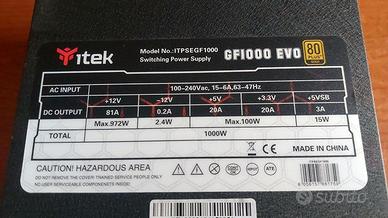 itek
Model No.:ITPSEGF1000
Switching Power Supply
GF1000 EVO
80 PLUS
GOLD
AC INPUT 100-240Vac, 15-6A,63-47Hz
DC OUTPUT +12V -12V +5V +3.3V +5VSB
81A 0.2A 20A 20A 3A
Max.972W 2.4W Max.100W 15W
TOTAL 1000W
CAUTION! HAZARDOUS AREA
MADE IN CHINA
Subito